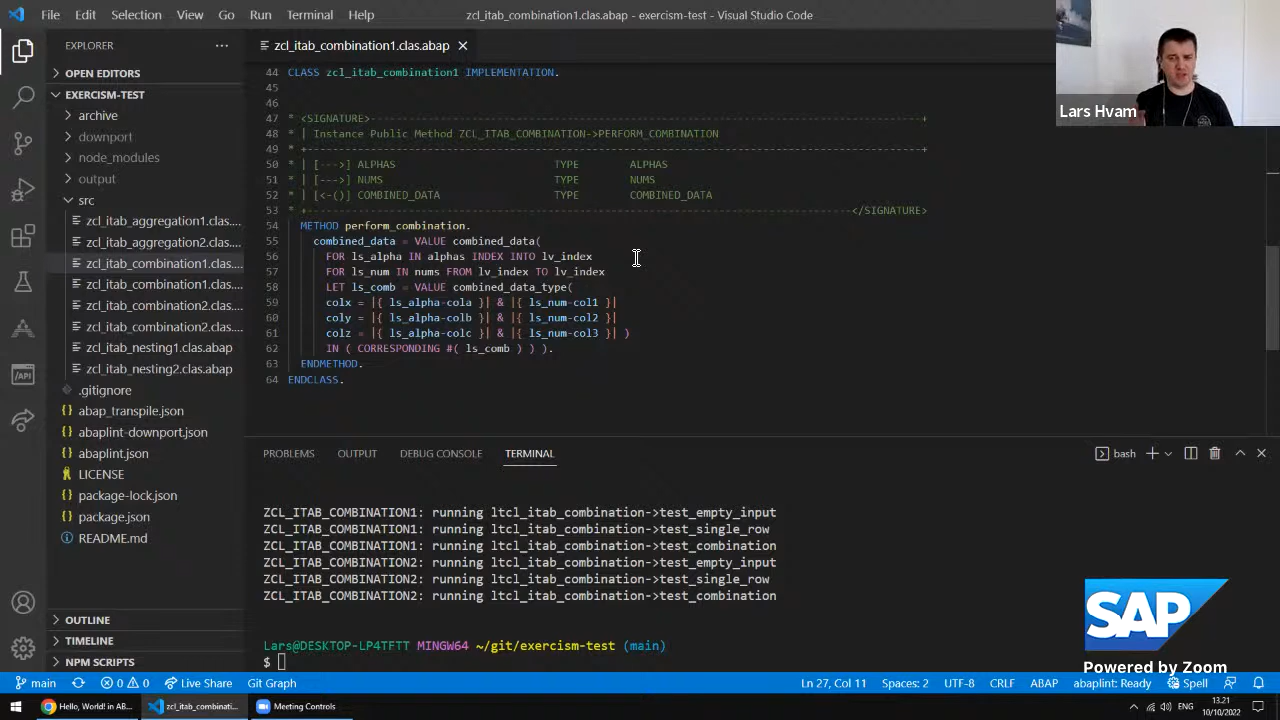 File Edit Selection View Go Run Terminal Help zcl_itab_combination1.clas.abap - exercism-test - Visual Studio Code
EXPLORER ...
OPEN EDITORS
EXERCISM-TEST
archive
downport
node_modules
output
src
zcl_itab_aggregation1.clas....
zcl_itab_aggregation2.clas....
zcl_itab_combination1.clas....
zcl_itab_combination1.clas....
zcl_itab_combination2.clas....
zcl_itab_combination2.clas....
zcl_itab_nesting1.clas.abap
zcl_itab_nesting2.clas.abap
.gitignore
abap_transpile.json
abaplint-downport.json
abaplint.json
LICENSE
package-lock.json
package.json
README.md
OUTLINE
TIMELINE
NPM SCRIPTS
zcl_itab_combination1.clas.abap
44 CLASS zcl_itab_combination1 IMPLEMENTATION.
45
46
47 * <SIGNATURE>---------------------------------------------------------------------------------------+
48 * | Instance Public Method ZCL_ITAB_COMBINATION->PERFORM_COMBINATION
49 * +-------------------------------------------------------------------------------------------------+
50 * | [--->] ALPHAS TYPE ALPHAS
51 * | [--->] NUMS TYPE NUMS
52 * | [<-()] COMBINED_DATA TYPE COMBINED_DATA
53 * +--------------------------------------------------------------------------------------</SIGNATURE>
54 METHOD perform_combination.
55 combined_data = VALUE combined_data(
56 FOR ls_alpha IN alphas INDEX INTO lv_index
57 FOR ls_num IN nums FROM lv_index TO lv_index
58 LET ls_comb = VALUE combined_data_type(
59 colx = |{ ls_alpha-cola }| & |{ ls_num-col1 }|
60 coly = |{ ls_alpha-colb }| & |{ ls_num-col2 }|
61 colz = |{ ls_alpha-colc }| & |{ ls_num-col3 }| )
62 IN ( CORRESPONDING #( ls_comb ) ) ).
63 ENDMETHOD.
64 ENDCLASS.
Lars Hvam
PROBLEMS OUTPUT DEBUG CONSOLE TERMINAL bash
ZCL_ITAB_COMBINATION1: running ltcl_itab_combination->test_empty_input
ZCL_ITAB_COMBINATION1: running ltcl_itab_combination->test_single_row
ZCL_ITAB_COMBINATION1: running ltcl_itab_combination->test_combination
ZCL_ITAB_COMBINATION2: running ltcl_itab_combination->test_empty_input
ZCL_ITAB_COMBINATION2: running ltcl_itab_combination->test_single_row
ZCL_ITAB_COMBINATION2: running ltcl_itab_combination->test_combination
Lars@DESKTOP-LP4TFTT MINGW64 ~/git/exercism-test (main)
$
SAP
Powered by Zoom
main 0 0 Live Share Git Graph Ln 27, Col 11 Spaces: 2 UTF-8 CRLF ABAP abaplint: Ready Spell
Hello, World! in AB... zcl_itab_combinati... Meeting Controls ENG 13.21
10/10/2022